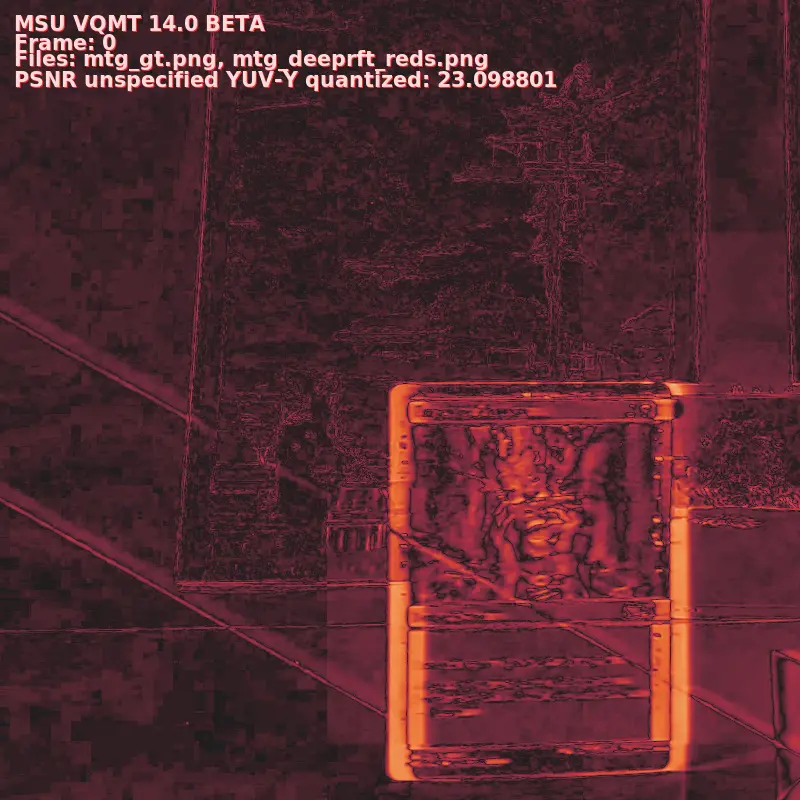 MSU VQMT 14.0 BETA
Frame: 0
Files: mtg_gt.png, mtg_deeprft_reds.png
PSNR unspecified YUV-Y quantized: 23.098801